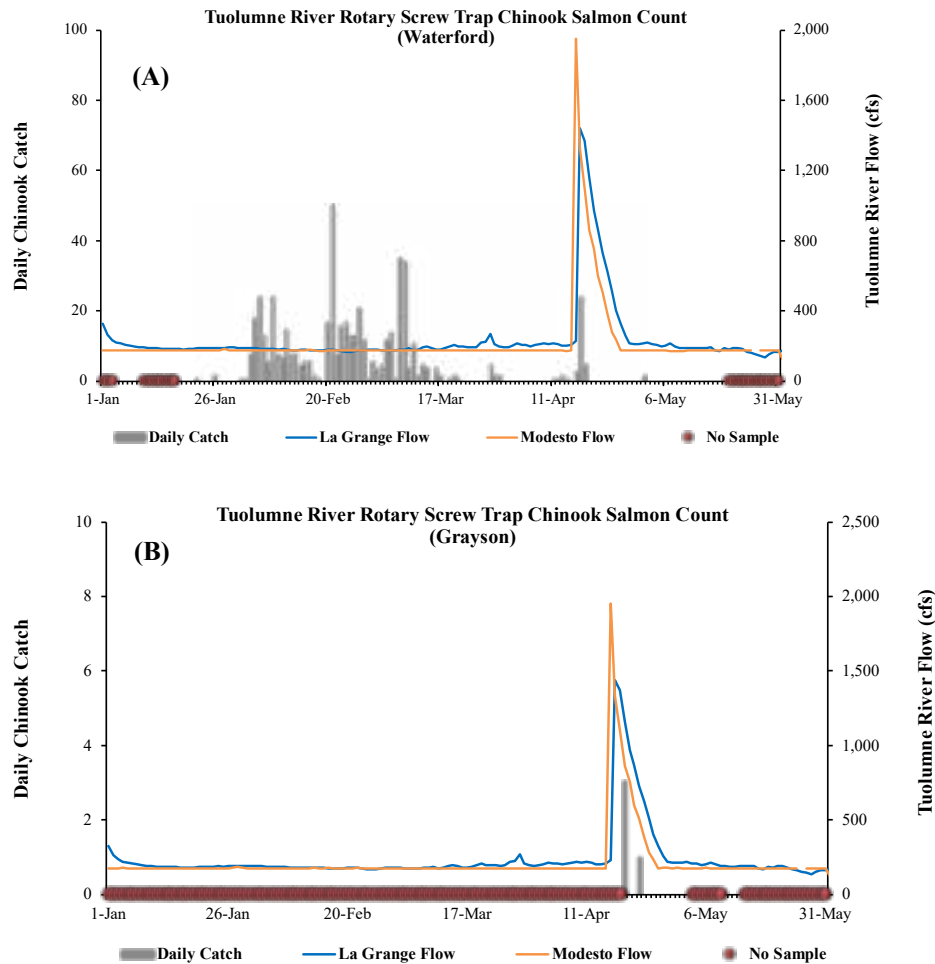 Tuolumne River Rotary Screw Trap Chinook Salmon Count
(Waterford)
(A)
Daily Chinook Catch
100
80
60
40
20
0
Tuolumne River Flow (cfs)
2,000
1,600
1,200
800
400
0
1-Jan 26-Jan 20-Feb 17-Mar 11-Apr 6-May 31-May
Daily Catch La Grange Flow Modesto Flow No Sample
Tuolumne River Rotary Screw Trap Chinook Salmon Count
(Grayson)
(B)
Daily Chinook Catch
10
8
6
4
2
0
Tuolumne River Flow (cfs)
2,500
2,000
1,500
1,000
500
0
1-Jan 26-Jan 20-Feb 17-Mar 11-Apr 6-May 31-May
Daily Catch La Grange Flow Modesto Flow No Sample